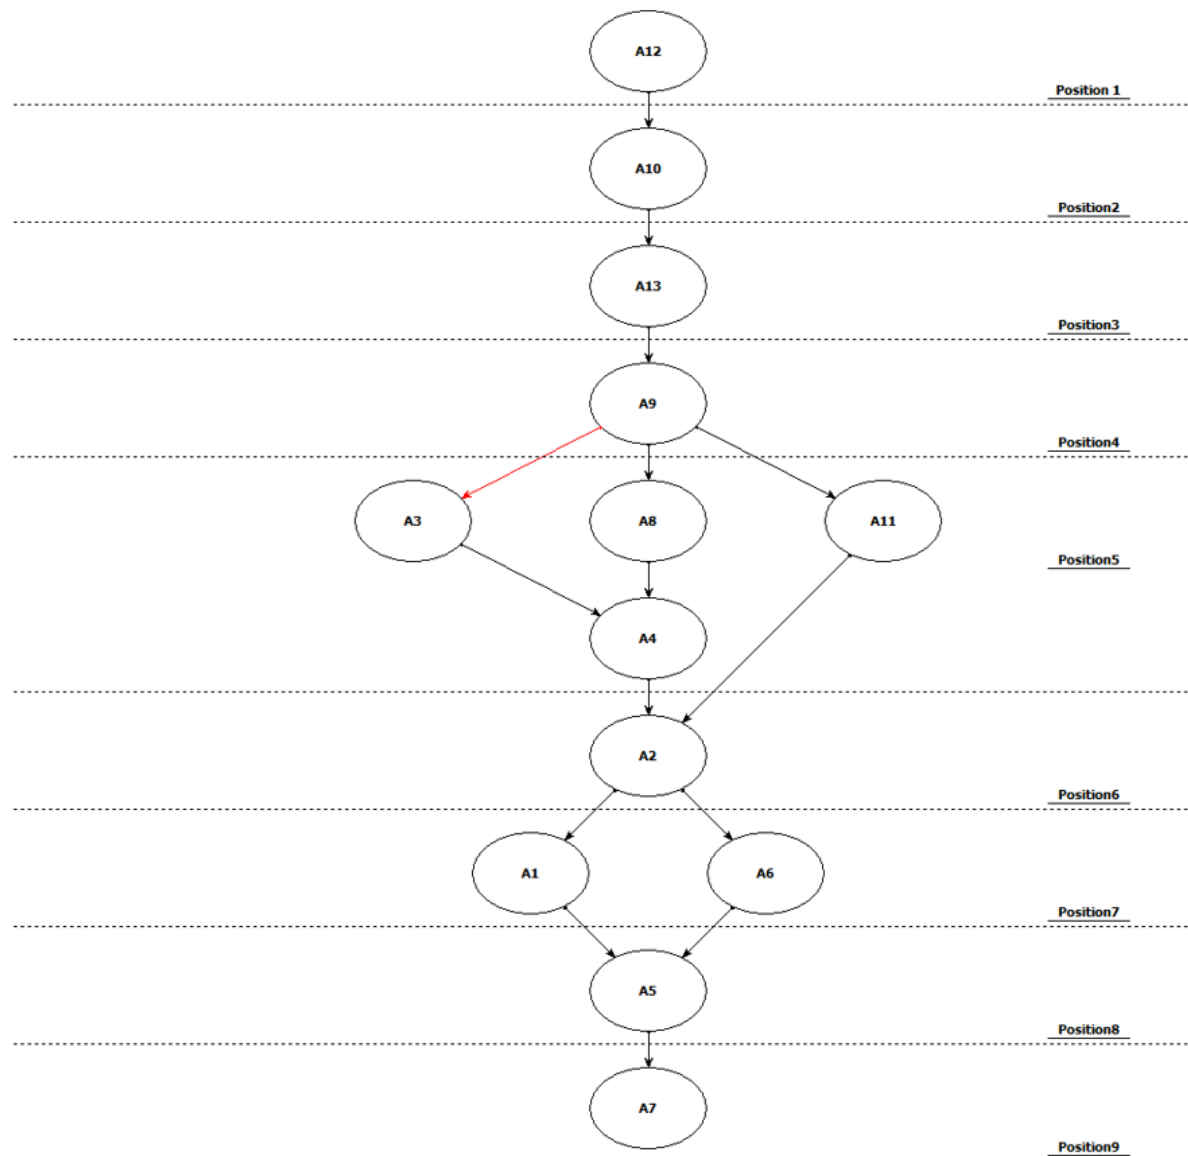 A12
Position 1
A10
Position2
A13
Position3
A9
Position4
A3
A8
A11
Position5
A4
A2
Position6
A1
A6
Position7
A5
Position8
A7
Position9